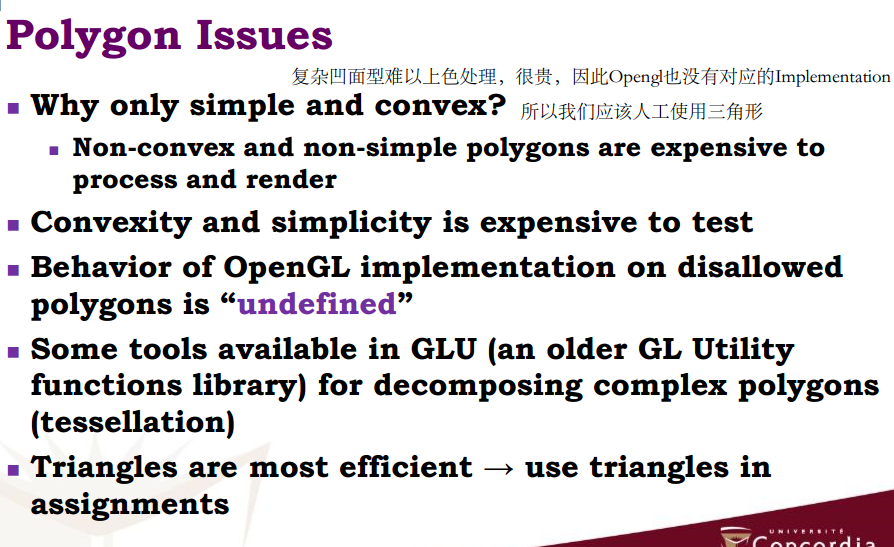 Polygon Issues
复杂凹面型难以上色处理，很贵，因此Opengl也没有对应的Implementation
■ Why only simple and convex?
所以我们应该人工使用三角形
■ Non-convex and non-simple polygons are expensive to
process and render
■ Convexity and simplicity is expensive to test
■ Behavior of OpenGL implementation on disallowed
polygons is “undefined”
■ Some tools available in GLU (an older GL Utility
functions library) for decomposing complex polygons
(tessellation)
■ Triangles are most efficient → use triangles in
assignments
UNIVERSITÉ
Concordia